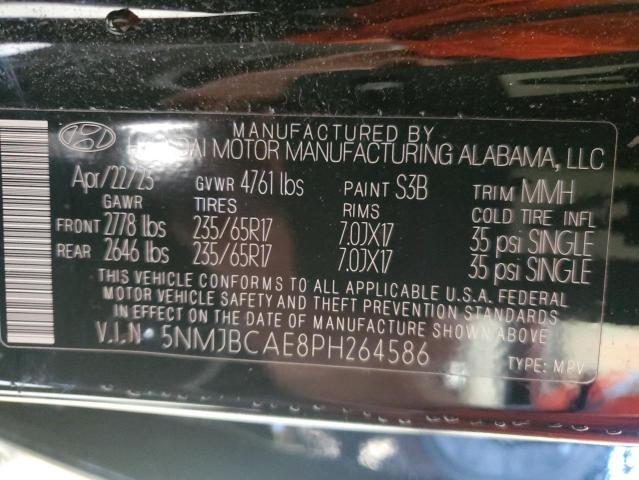 MANUFACTURED BY
HYUNDAI MOTOR MANUFACTURING ALABAMA, LLC
Apr/22/23 GVWR 4761 lbs PAINT S3B TRIM MMH
GAWR TIRES RIMS COLD TIRE INFL
FRONT 2778 lbs 235/65R17 7.0JX17 35 psi SINGLE
REAR 2646 lbs 235/65R17 7.0JX17 35 psi SINGLE
THIS VEHICLE CONFORMS TO ALL APPLICABLE U.S.A. FEDERAL
MOTOR VEHICLE SAFETY AND THEFT PREVENTION STANDARDS
IN EFFECT ON THE DATE OF MANUFACTURE SHOWN ABOVE.
V.I.N 5NMJBCAE8PH264586 TYPE: MPV